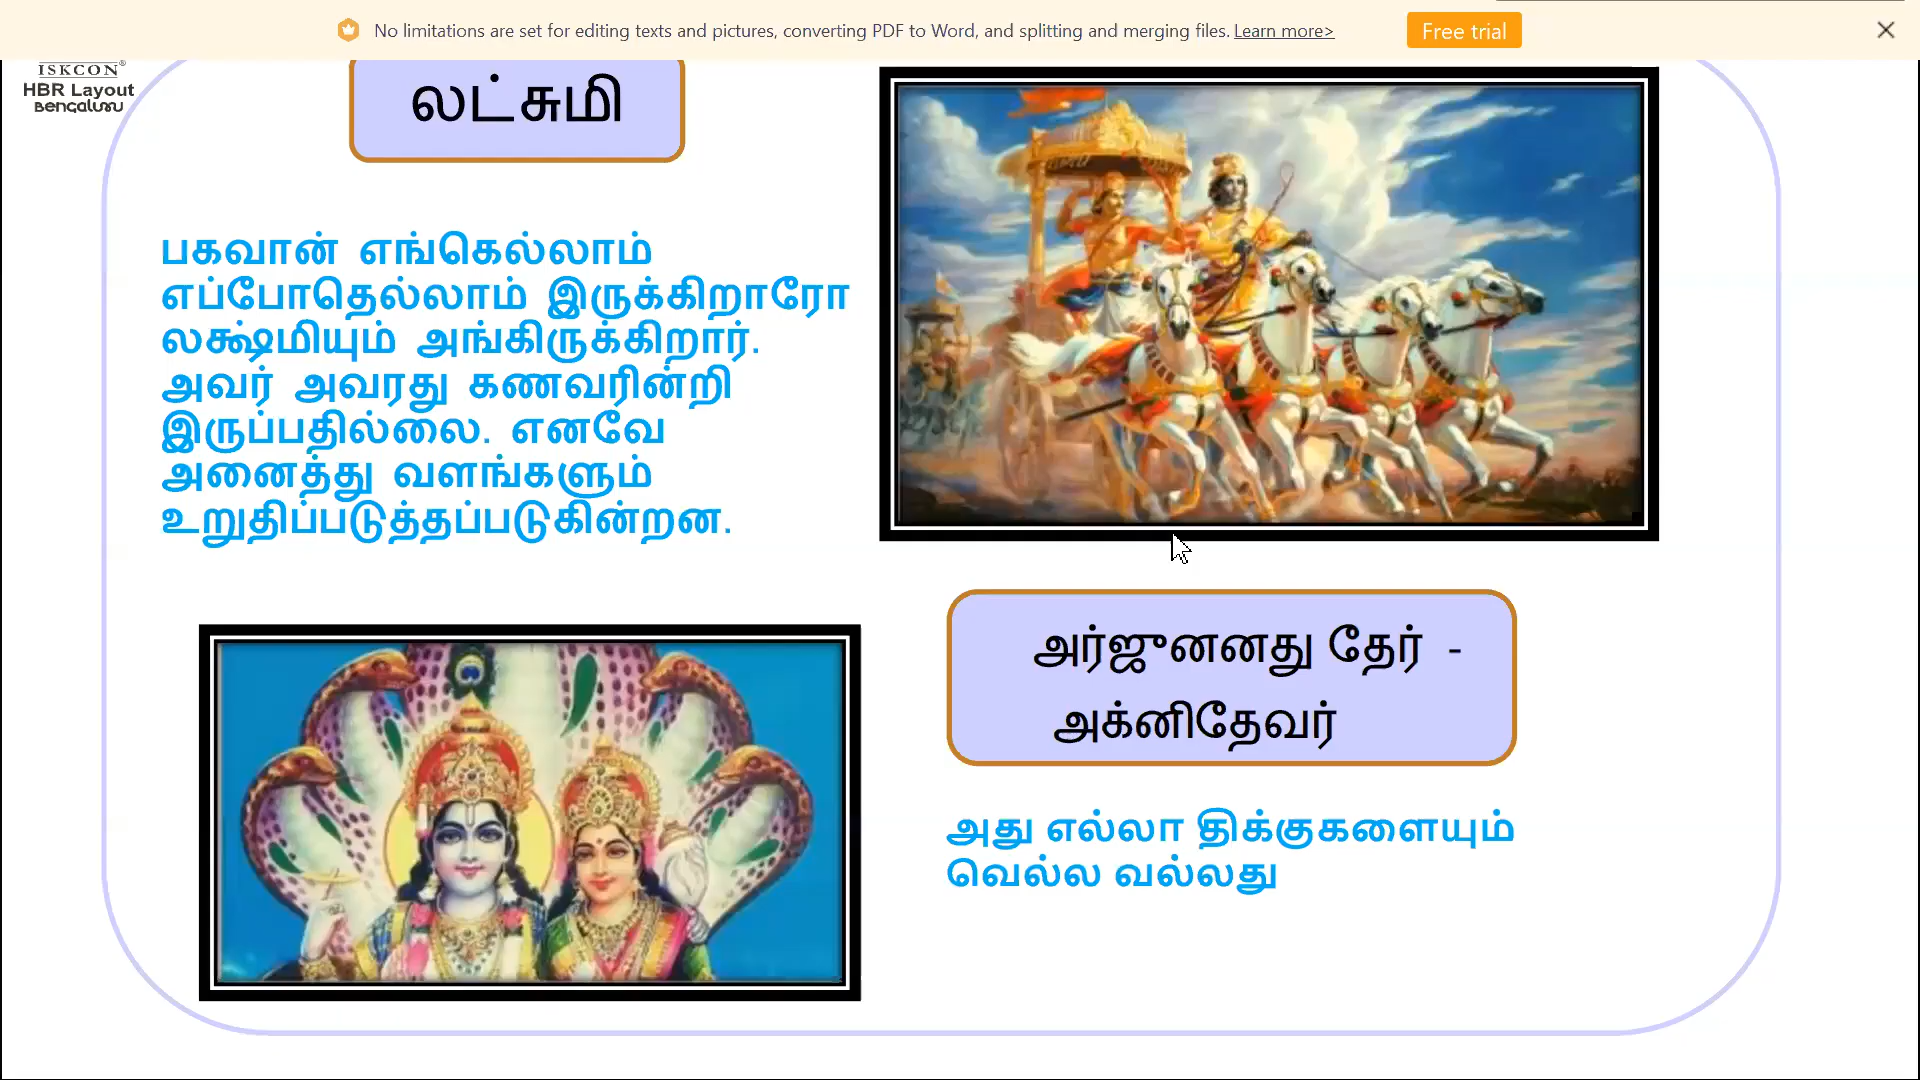 No limitations are set for editing texts and pictures, converting PDF to Word, and splitting and merging files. Learn more>
Free trial
ISKCON®
HBR Layout
Bengaluru
லட்சுமி
பகவான் எங்கெல்லாம்
எப்போதெல்லாம் இருக்கிறாரோ
லக்ஷ்மியும் அங்கிருக்கிறார்.
அவர் அவரது கணவரின்றி
இருப்பதில்லை. எனவே
அனைத்து வளங்களும்
உறுதிப்படுத்தப்படுகின்றன.
அர்ஜுனனது தேர் -
அக்னிதேவர்
அது எல்லா திக்குகளையும்
வெல்ல வல்லது